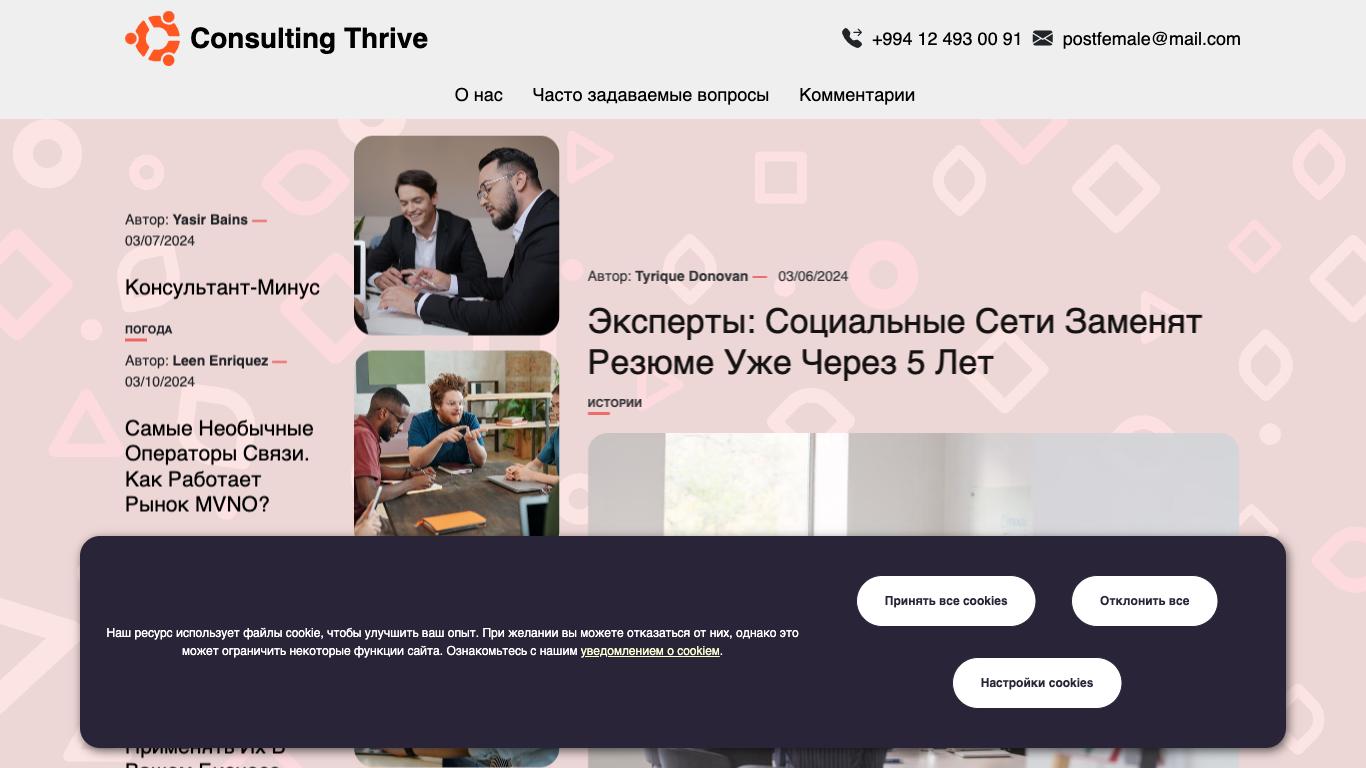 Consulting Thrive
+994 12 493 00 91
postfemale@mail.com
О нас
Часто задаваемые вопросы
Комментарии
Автор: Yasir Bains —
03/07/2024
Консультант-Минус
ПОГОДА
Автор: Leen Enriquez —
03/10/2024
Самые Необычные
Операторы Связи.
Как Работает
Рынок MVNO?
Автор: Tyrique Donovan — 03/06/2024
Эксперты: Социальные Сети Заменят
Резюме Уже Через 5 Лет
ИСТОРИИ
Наш ресурс использует файлы cookie, чтобы улучшить ваш опыт. При желании вы можете отказаться от них, однако это
может ограничить некоторые функции сайта. Ознакомьтесь с нашим уведомлением о cookieм.
Принять все cookies
Отклонить все
Настройки cookies
Применять Их В
Вашем Бизнесе